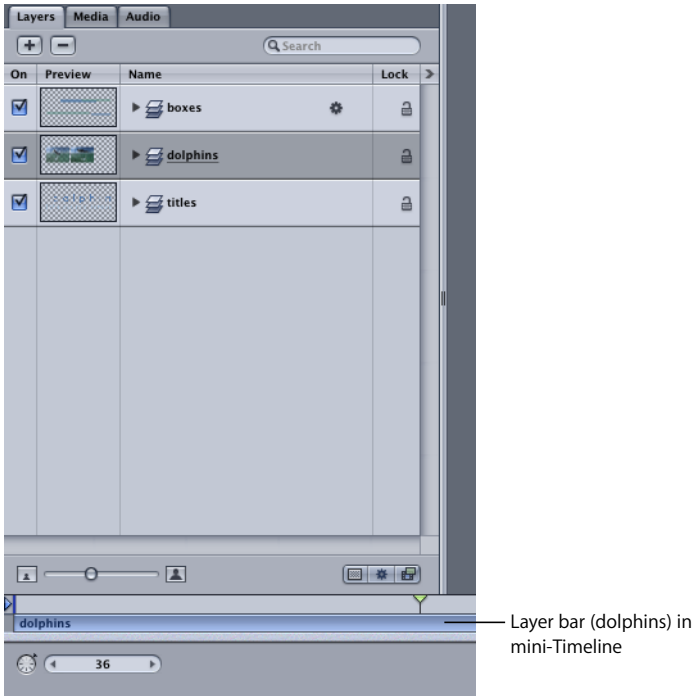 Layers Media Audio
Search
On Preview Name Lock
boxes
dolphins
titles
dolphins
36
Layer bar (dolphins) in
mini-Timeline